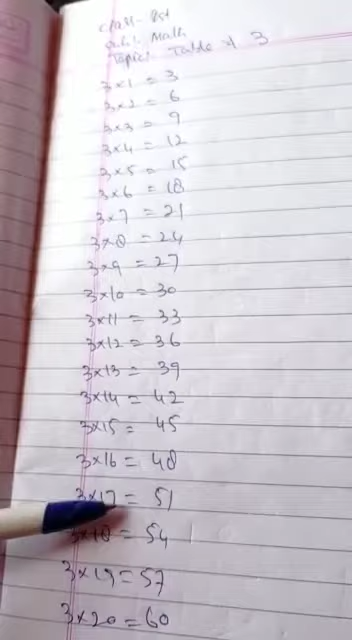 Class- 1st
Sub:- Math
Topic: Table of 3
3×1 = 3
3×2 = 6
3×3 = 9
3×4 = 12
3×5 = 15
3×6 = 18
3×7 = 21
3×8 = 24
3×9 = 27
3×10 = 30
3×11 = 33
3×12 = 36
3×13 = 39
3×14 = 42
3×15 = 45
3×16 = 48
3×17 = 51
3×18 = 54
3×19 = 57
3×20 = 60